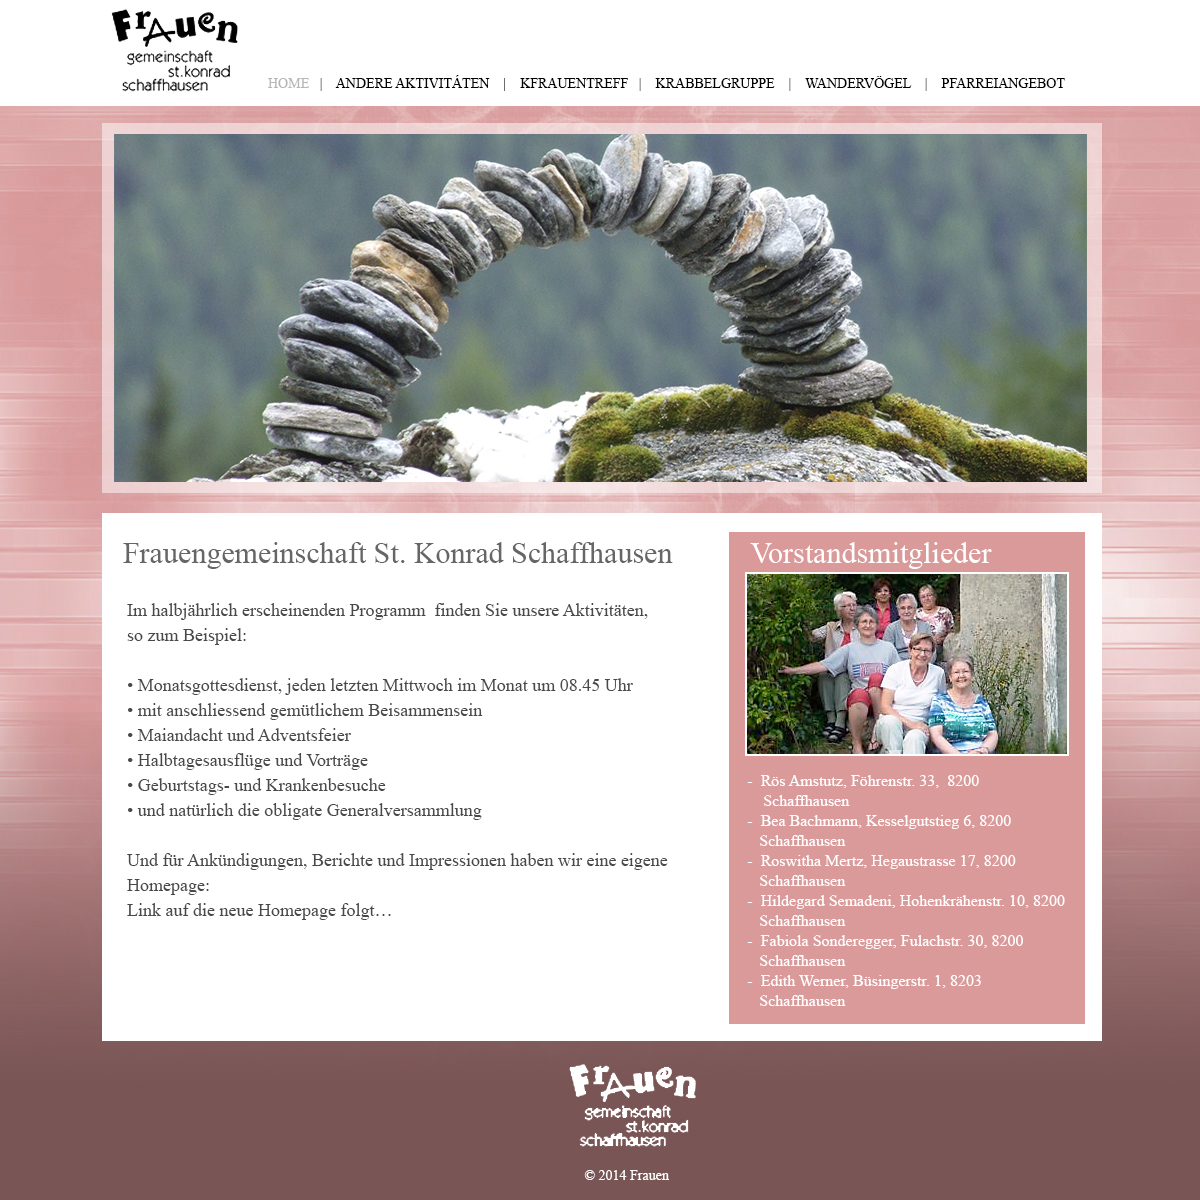 Frauen
gemeinschaft
st.konrad
schaffhausen
HOME | ANDERE AKTIVITÁTEN | KFRAUENTREFF | KRABBELGRUPPE | WANDERVÖGEL | PFARREIANGEBOT
Frauengemeinschaft St. Konrad Schaffhausen
Im halbjährlich erscheinenden Programm finden Sie unsere Aktivitäten,
so zum Beispiel:
• Monatsgottesdienst, jeden letzten Mittwoch im Monat um 08.45 Uhr
• mit anschliessend gemütlichem Beisammensein
• Maiandacht und Adventsfeier
• Halbtagesausflüge und Vorträge
• Geburtstags- und Krankenbesuche
• und natürlich die obligate Generalversammlung
Und für Ankündigungen, Berichte und Impressionen haben wir eine eigene
Homepage:
Link auf die neue Homepage folgt…
Vorstandsmitglieder
- Rös Amstutz, Föhrenstr. 33, 8200
Schaffhausen
- Bea Bachmann, Kesselgutstieg 6, 8200
Schaffhausen
- Roswitha Mertz, Hegaustrasse 17, 8200
Schaffhausen
- Hildegard Semadeni, Hohenkrähenstr. 10, 8200
Schaffhausen
- Fabiola Sonderegger, Fulachstr. 30, 8200
Schaffhausen
- Edith Werner, Büsingerstr. 1, 8203
Schaffhausen
Frauen
gemeinschaft
st.konrad
schaffhausen
© 2014 Frauen